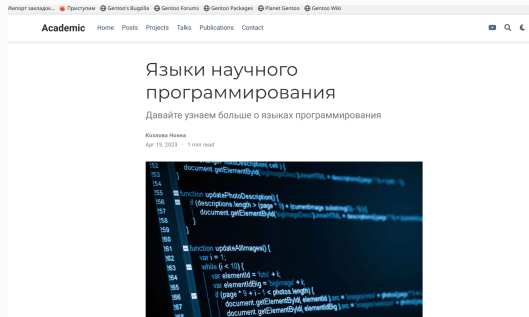 Импорт закладок... Приступим Gentoo's Bugzilla Gentoo Forums Gentoo Packages Planet Gentoo Gentoo Wiki
Academic Home Posts Projects Talks Publications Contact
Языки научного
программирования
Давайте узнаем больше о языках программирования
Козлова Нонна
Apr 19, 2023 · 1 min read
document.getElementById(
function updatePhotoDescription() {
if (descriptions.length > (page *
document.getElementById(
}
}
function updateAllImages() {
var i = 1;
while (i < 10) {
var elementId = 'foto' + i;
var elementIdBig = 'bigImage' + i;
if (page * 9 + i - 1 < photos.length) {
document.getElementById( elementId ).src
document.getElementById( elementIdBig ).src